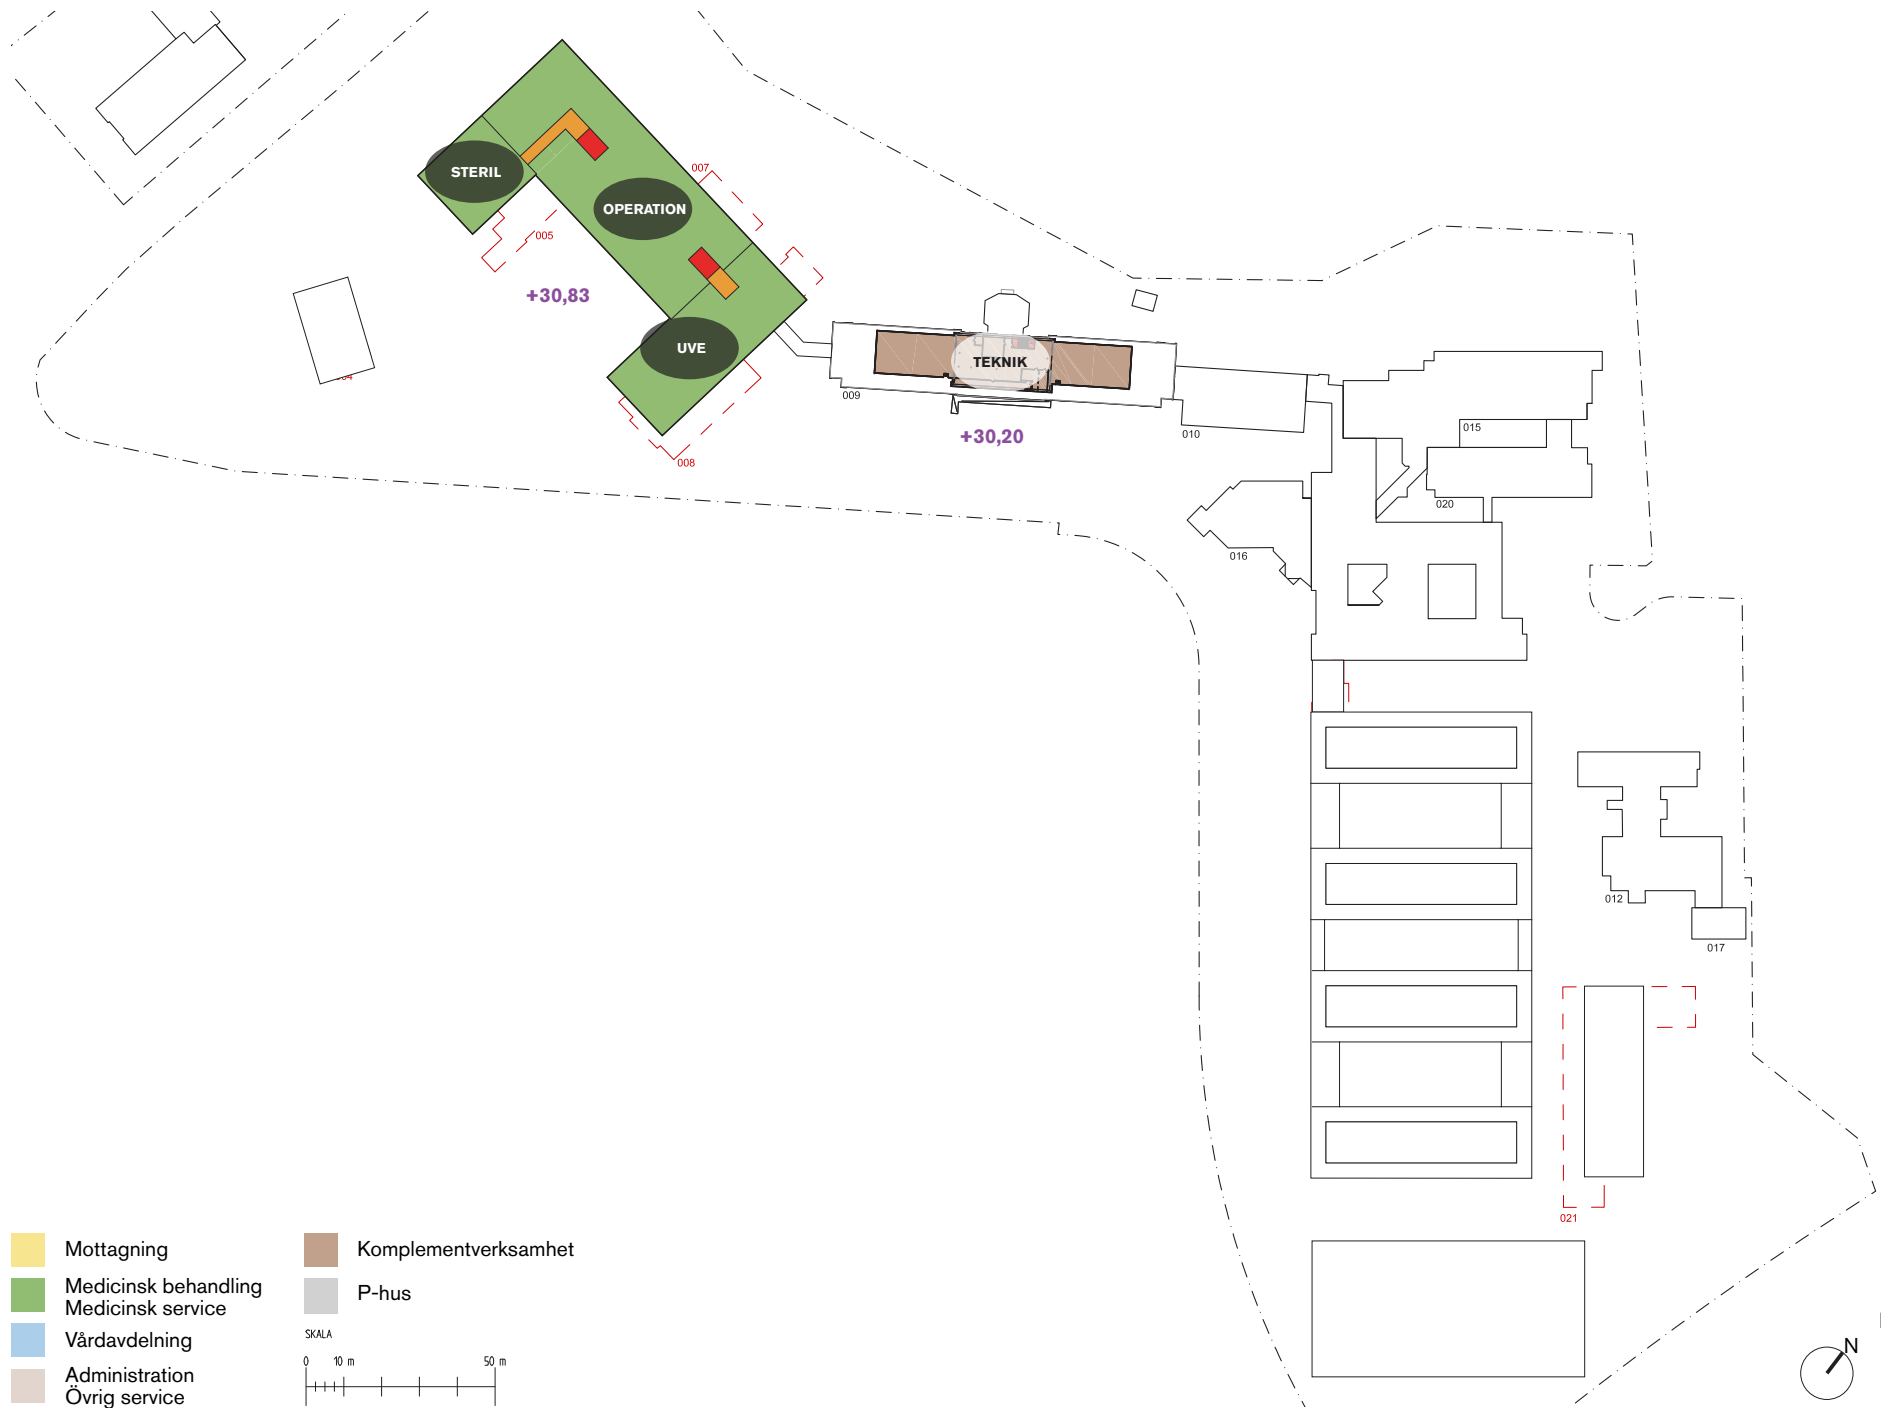 007
STERIL
OPERATION
005
+30,83
UVE
TEKNIK
009
+30,20
010
008
015
020
016
012
017
021
Mottagning
Medicinsk behandling
Medicinsk service
Vårdavdelning
Administration
Övrig service
Komplementverksamhet
P-hus
SKALA
0 10 m 50 m
N